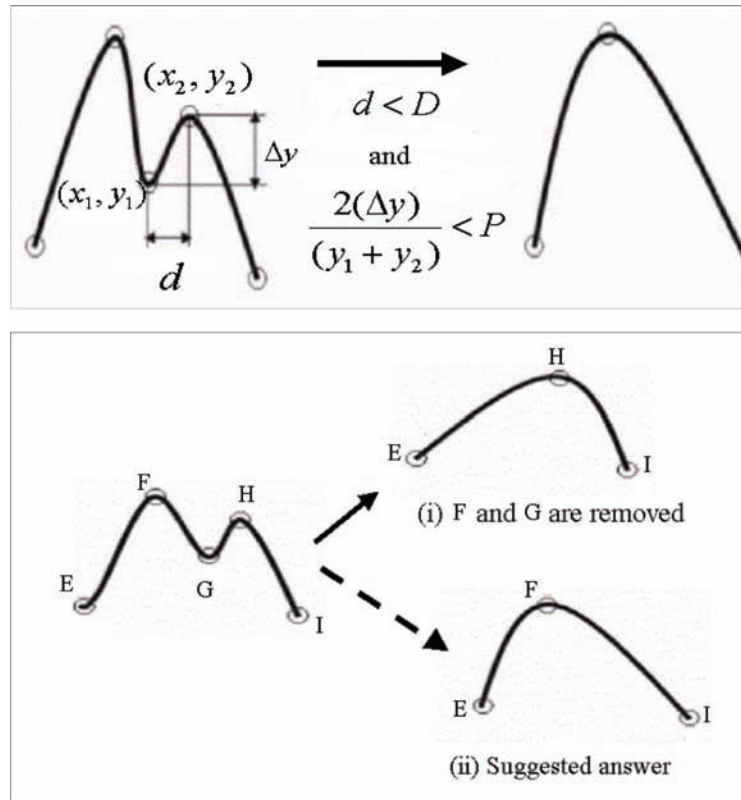 (x₂, y₂)
d < D
Δy
and
(x₁, y₁)
2(Δy)
(y₁ + y₂)
< P
d
H
E
I
(i) F and G are removed
F
H
E
G
I
F
E
I
(ii) Suggested answer